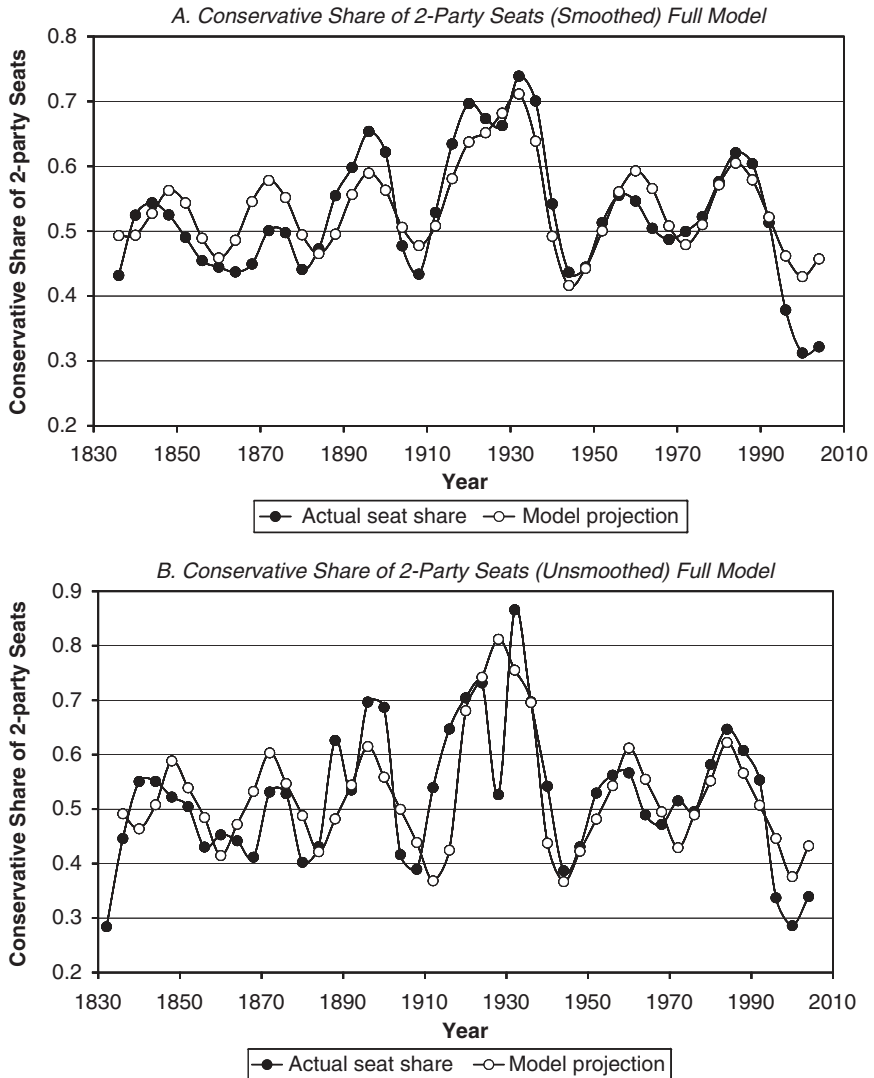 A. Conservative Share of 2-Party Seats (Smoothed) Full Model
Conservative Share of 2-party Seats
0.8
0.7
0.6
0.5
0.4
0.3
0.2
1830 1850 1870 1890 1910 1930 1950 1970 1990 2010
Year
Actual seat share Model projection
B. Conservative Share of 2-Party Seats (Unsmoothed) Full Model
Conservative Share of 2-party Seats
0.9
0.8
0.7
0.6
0.5
0.4
0.3
0.2
1830 1850 1870 1890 1910 1930 1950 1970 1990 2010
Year
Actual seat share Model projection